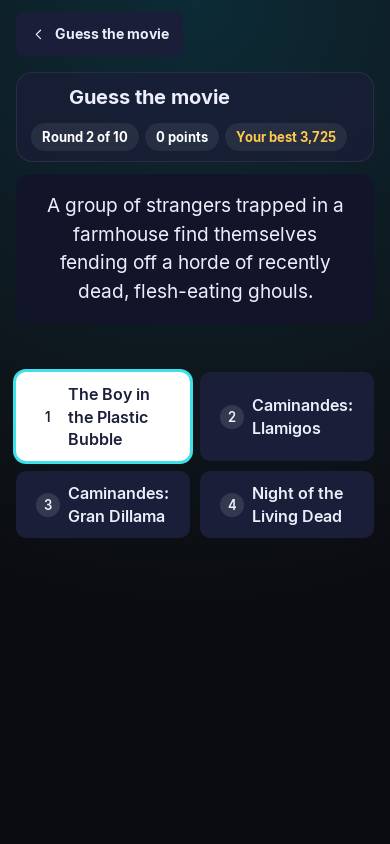 Guess the movie
Guess the movie
Round 2 of 10
0 points
Your best 3,725
A group of strangers trapped in a
farmhouse find themselves
fending off a horde of recently
dead, flesh-eating ghouls.
1
The Boy in
the Plastic
Bubble
2
Caminandes:
Llamigos
3
Caminandes:
Gran Dillama
4
Night of the
Living Dead